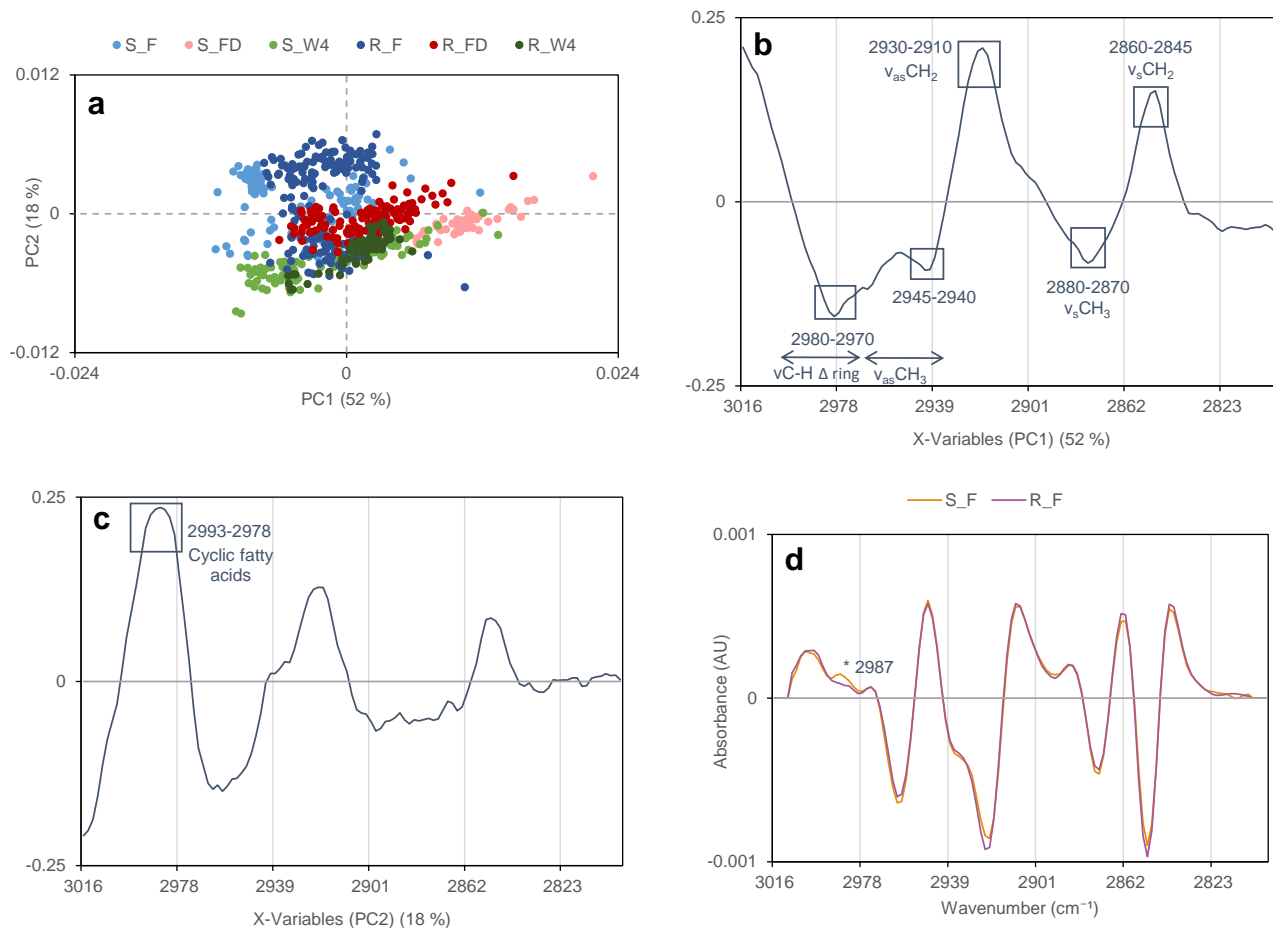 S_F S_FD S_W4 R_F R_FD R_W4
0.012
a
PC2 (18 %)
0
-0.012
-0.024 0 0.024
PC1 (52 %)
0.25
b
2930-2910
vasCH2
2860-2845
vsCH2
0
2945-2940
2880-2870
vsCH3
2980-2970
vC-H Δ ring
vasCH3
-0.25
3016 2978 2939 2901 2862 2823
X-Variables (PC1) (52 %)
0.25
c
2993-2978
Cyclic fatty
acids
0
-0.25
3016 2978 2939 2901 2862 2823
X-Variables (PC2) (18 %)
S_F R_F
0.001
d
* 2987
Absorbance (AU)
0
-0.001
3016 2978 2939 2901 2862 2823
Wavenumber (cm⁻¹)